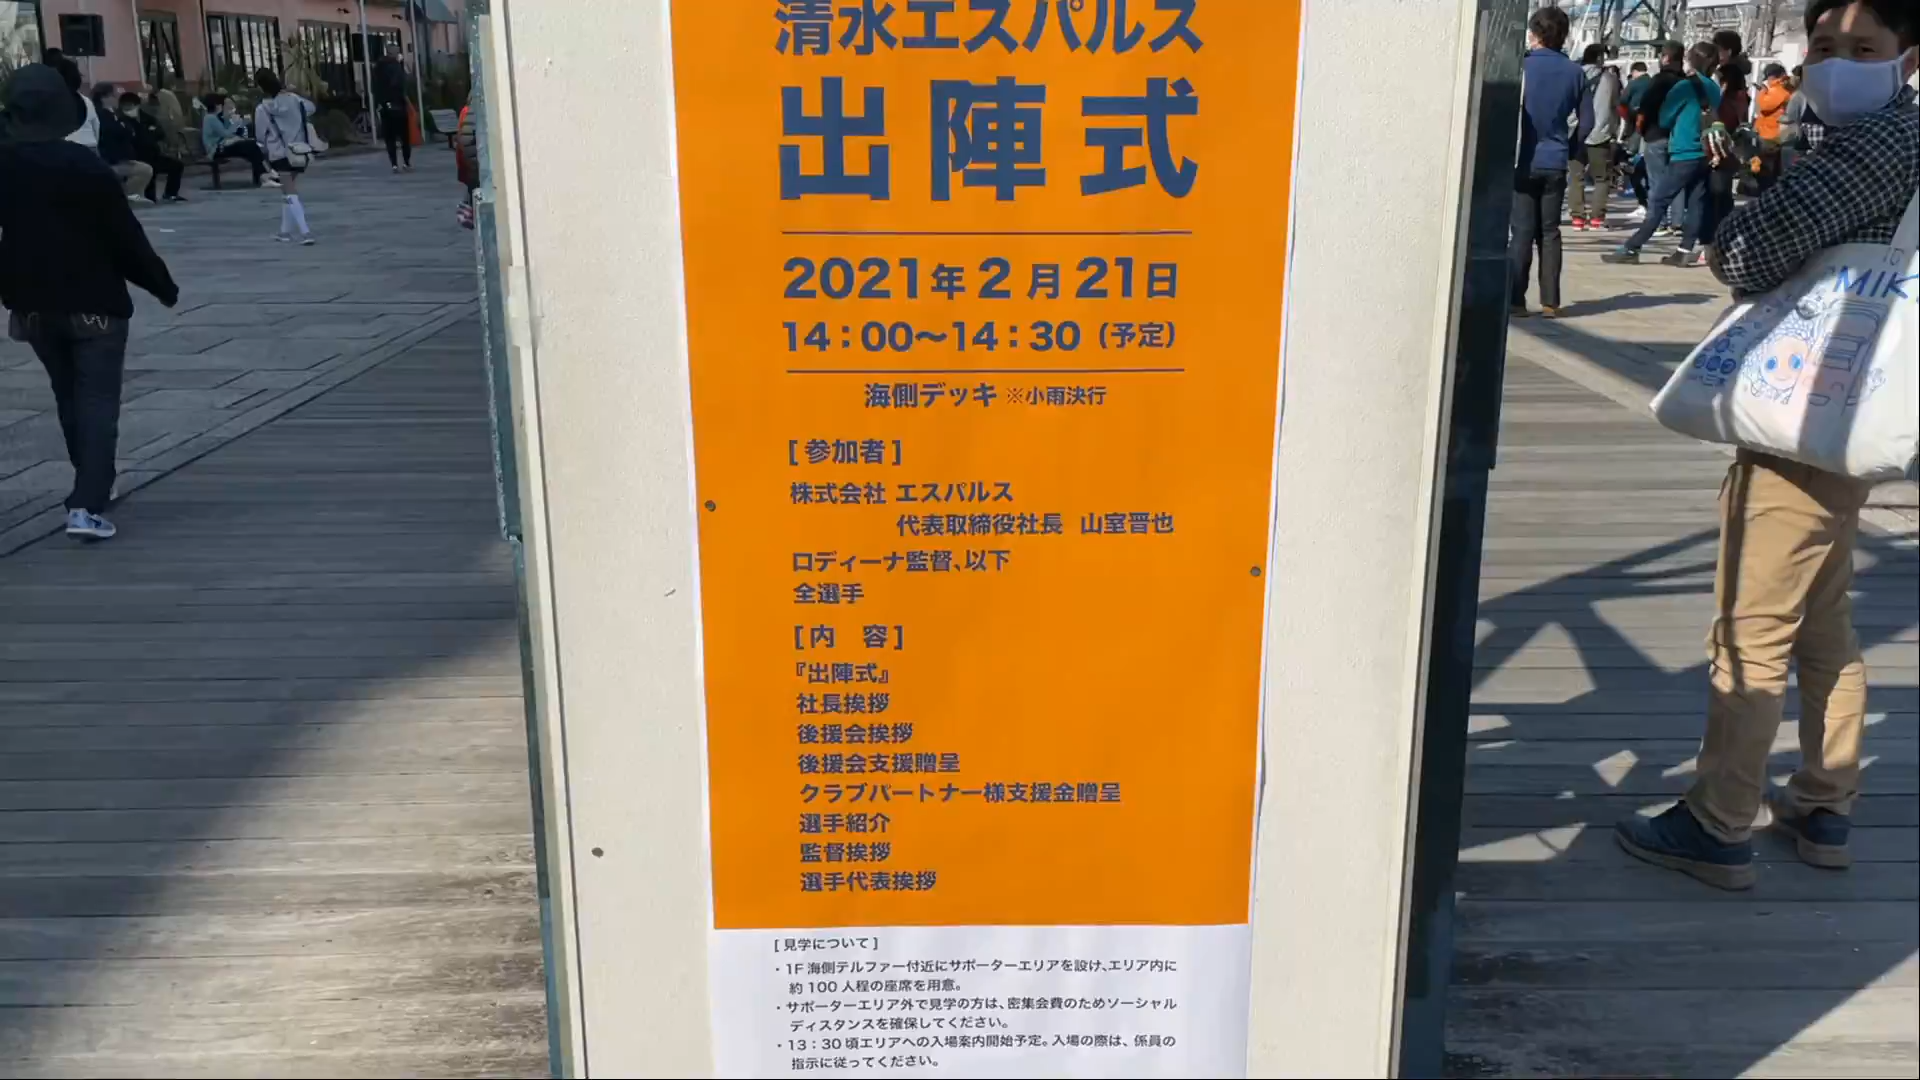 清水エスパルス
出陣式
2021年2月21日
14：00〜14：30（予定）
海側デッキ ※小雨決行
[ 参加者 ]
株式会社 エスパルス
代表取締役社長 山室晋也
ロディーナ監督、以下
全選手
[ 内 容 ]
『出陣式』
社長挨拶
後援会挨拶
後援会支援贈呈
クラブパートナー様支援金贈呈
選手紹介
監督挨拶
選手代表挨拶
[ 見学について ]
・1F 海側テルファー付近にサポーターエリアを設け、エリア内に
約 100 人程の座席を用意。
・サポーターエリア外で見学の方は、密集会費のためソーシャル
ディスタンスを確保してください。
・13：30 頃エリアへの入場案内開始予定。入場の際は、係員の
指示に従ってください。
MIK